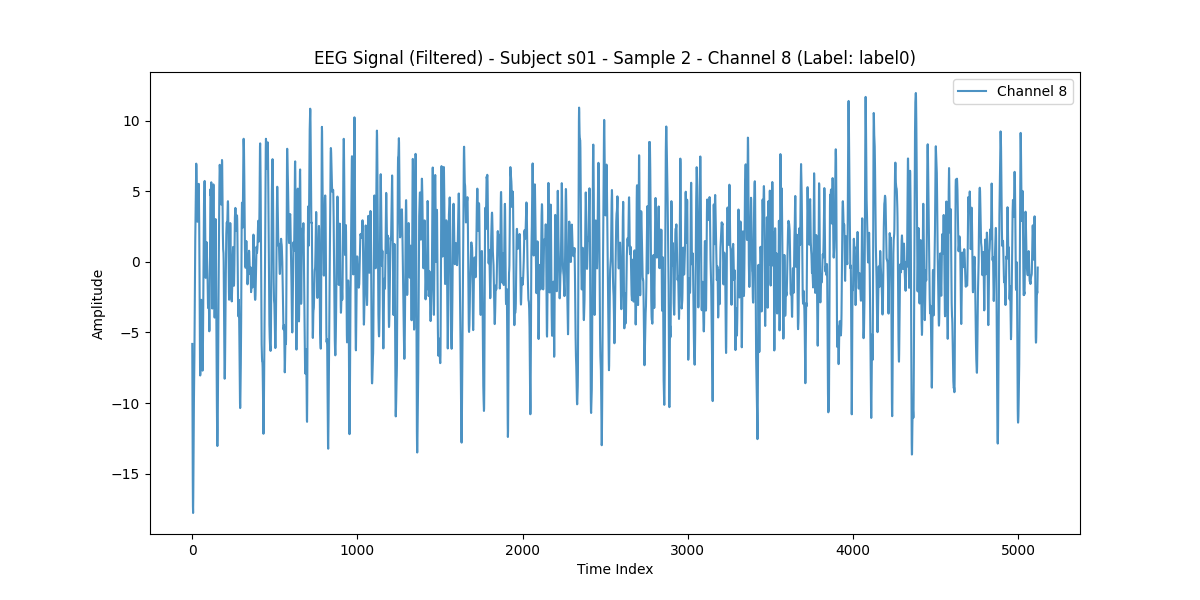 EEG Signal (Filtered) - Subject s01 - Sample 2 - Channel 8 (Label: label0)
Channel 8
10
5
0
−5
−10
−15
Amplitude
0 1000 2000 3000 4000 5000
Time Index